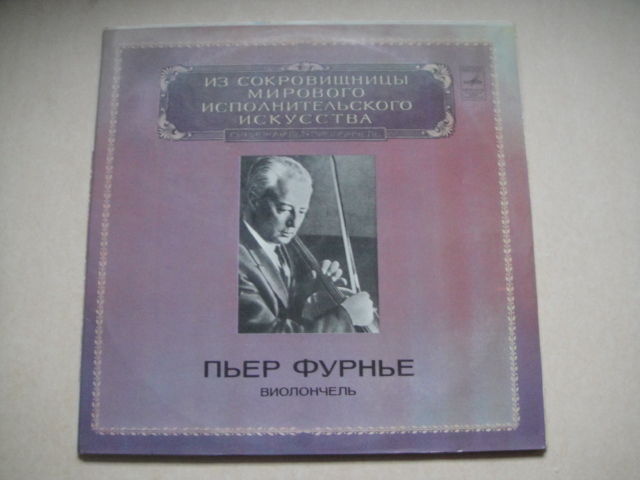 ИЗ СОКРОВИЩНИЦЫ
МИРОВОГО
ИСПОЛНИТЕЛЬСКОГО
ИСКУССТВА
ПЬЕР ФУРНЬЕ
ВИОЛОНЧЕЛЬ